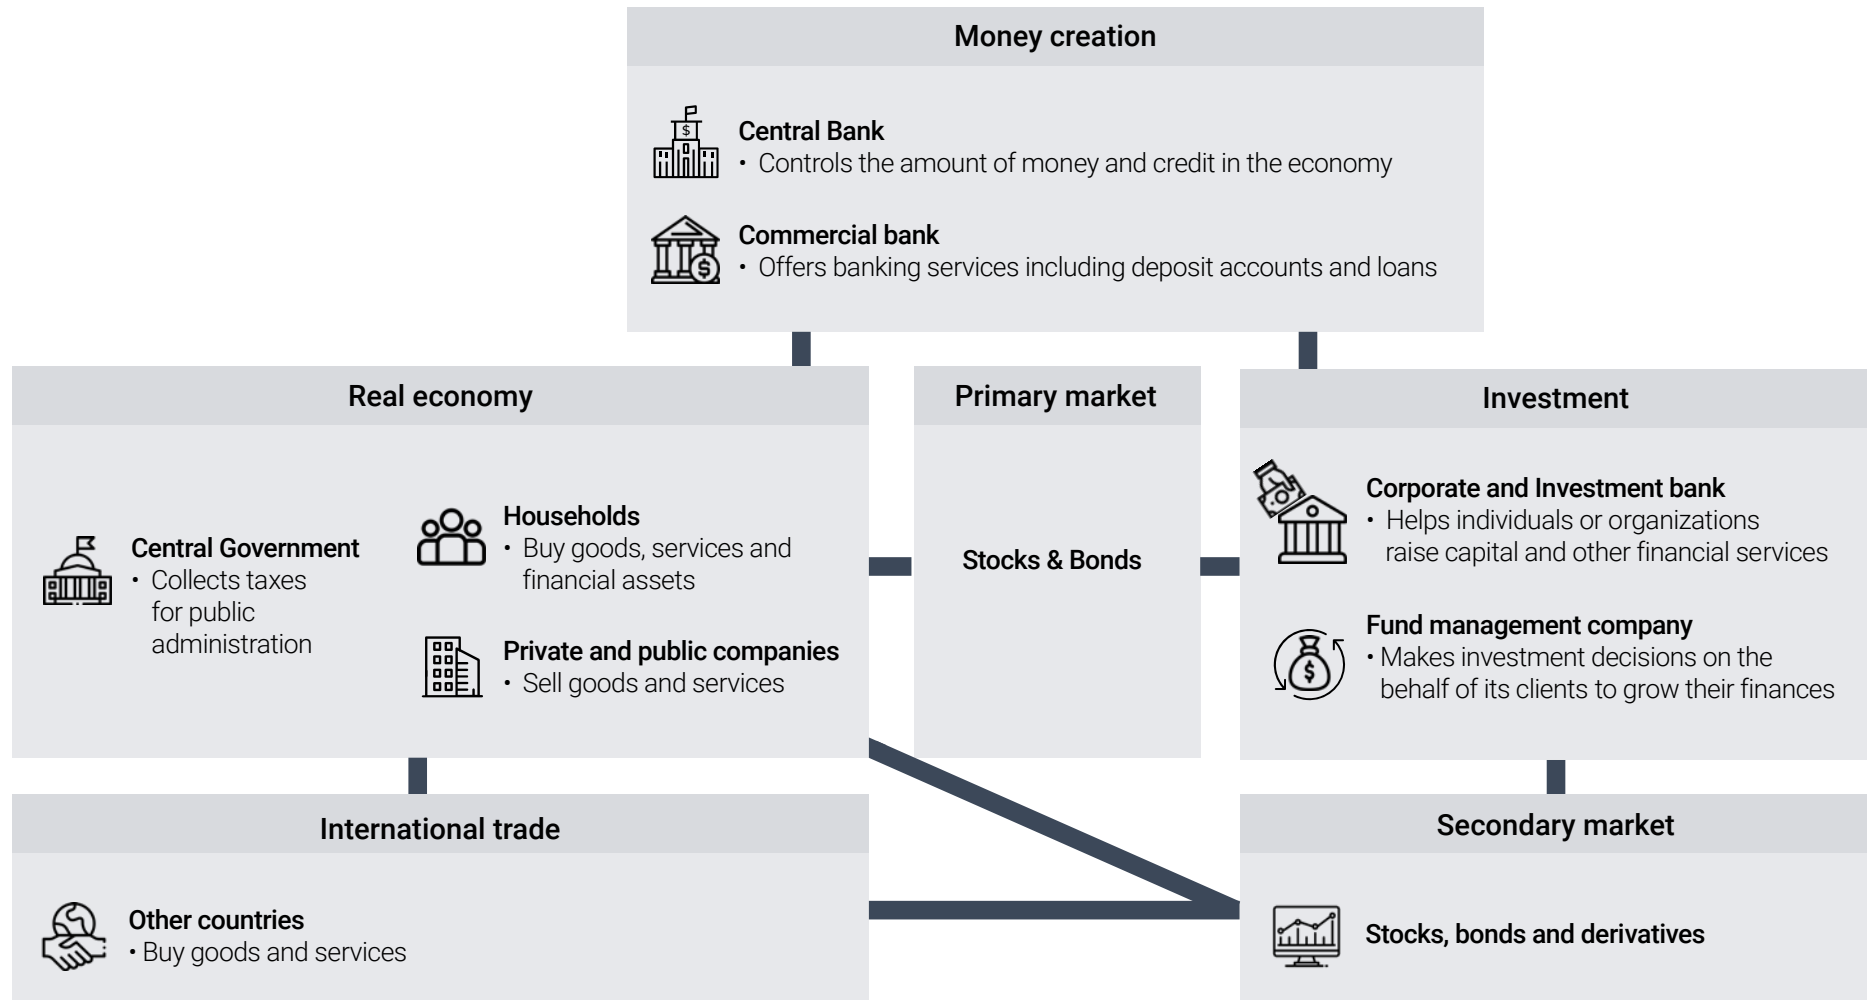 Money creation
Central Bank
• Controls the amount of money and credit in the economy
Commercial bank
• Offers banking services including deposit accounts and loans
Real economy
Central Government
• Collects taxes
for public
administration
Households
• Buy goods, services and
financial assets
Private and public companies
• Sell goods and services
Primary market
Stocks & Bonds
Investment
Corporate and Investment bank
• Helps individuals or organizations
raise capital and other financial services
Fund management company
• Makes investment decisions on the
behalf of its clients to grow their finances
International trade
Other countries
• Buy goods and services
Secondary market
Stocks, bonds and derivatives